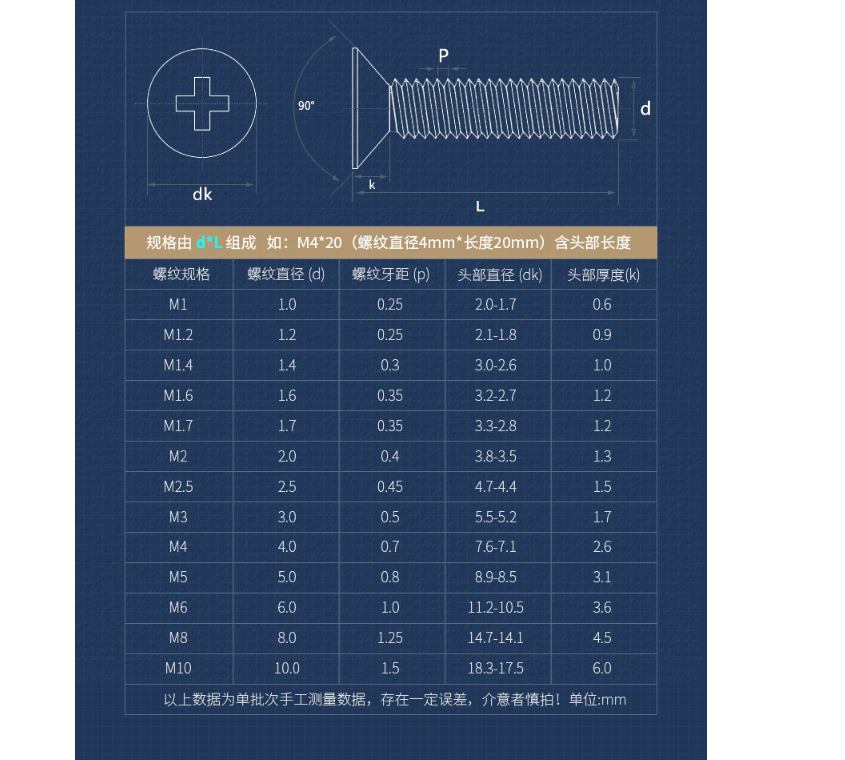 P
90°
d
k
dk
L
规格由 d*L 组成 如：M4*20（螺纹直径4mm*长度20mm）含头部长度
螺纹规格 螺纹直径 (d) 螺纹牙距 (p) 头部直径 (dk) 头部厚度(k)
M1 1.0 0.25 2.0-1.7 0.6
M1.2 1.2 0.25 2.1-1.8 0.9
M1.4 1.4 0.3 3.0-2.6 1.0
M1.6 1.6 0.35 3.2-2.7 1.2
M1.7 1.7 0.35 3.3-2.8 1.2
M2 2.0 0.4 3.8-3.5 1.3
M2.5 2.5 0.45 4.7-4.4 1.5
M3 3.0 0.5 5.5-5.2 1.7
M4 4.0 0.7 7.6-7.1 2.6
M5 5.0 0.8 8.9-8.5 3.1
M6 6.0 1.0 11.2-10.5 3.6
M8 8.0 1.25 14.7-14.1 4.5
M10 10.0 1.5 18.3-17.5 6.0
以上数据为单批次手工测量数据，存在一定误差，介意者慎拍！单位:mm